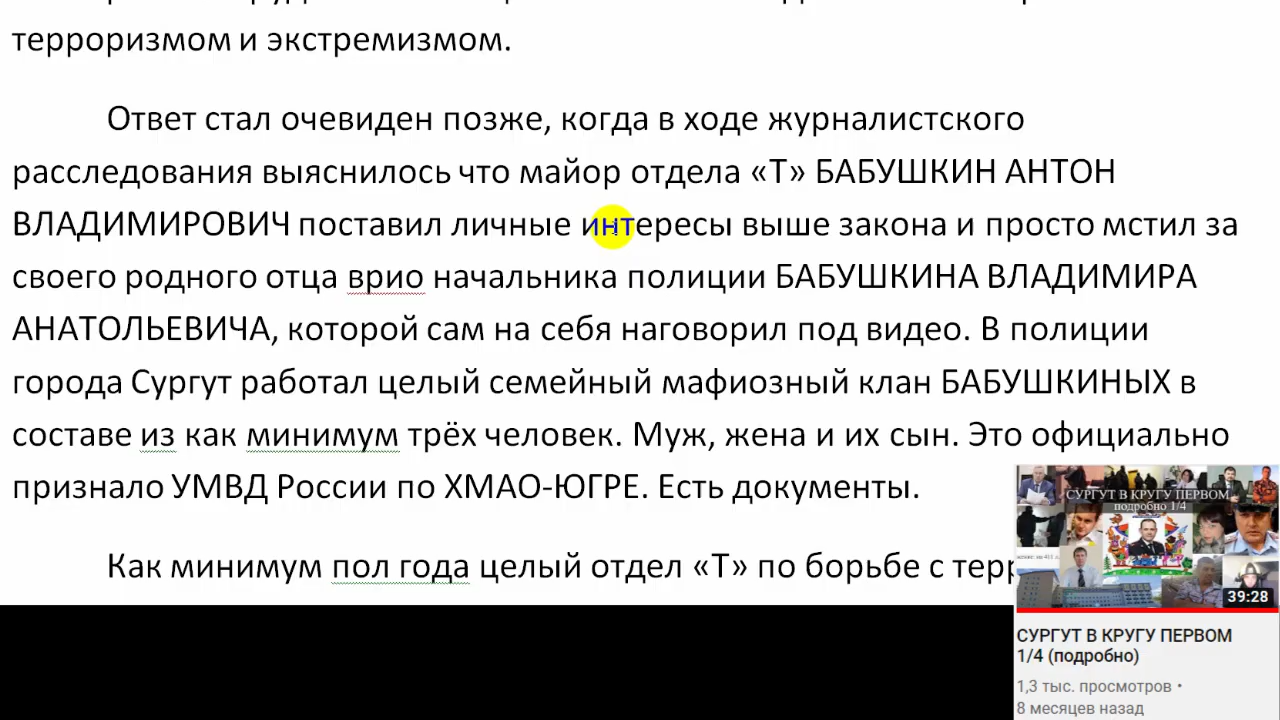 терроризмом и экстремизмом.
Ответ стал очевиден позже, когда в ходе журналистского
расследования выяснилось что майор отдела «Т» БАБУШКИН АНТОН
ВЛАДИМИРОВИЧ поставил личные интересы выше закона и просто мстил за
своего родного отца врио начальника полиции БАБУШКИНА ВЛАДИМИРА
АНАТОЛЬЕВИЧА, которой сам на себя наговорил под видео. В полиции
города Сургут работал целый семейный мафиозный клан БАБУШКИНЫХ в
составе из как минимум трёх человек. Муж, жена и их сын. Это официально
признало УМВД России по ХМАО-ЮГРЕ. Есть документы.
Как минимум пол года целый отдел «Т» по борьбе с терр
СУРГУТ В КРУГУ ПЕРВОМ
подробно 1/4
39:28
СУРГУТ В КРУГУ ПЕРВОМ
1/4 (подробно)
1,3 тыс. просмотров •
8 месяцев назад